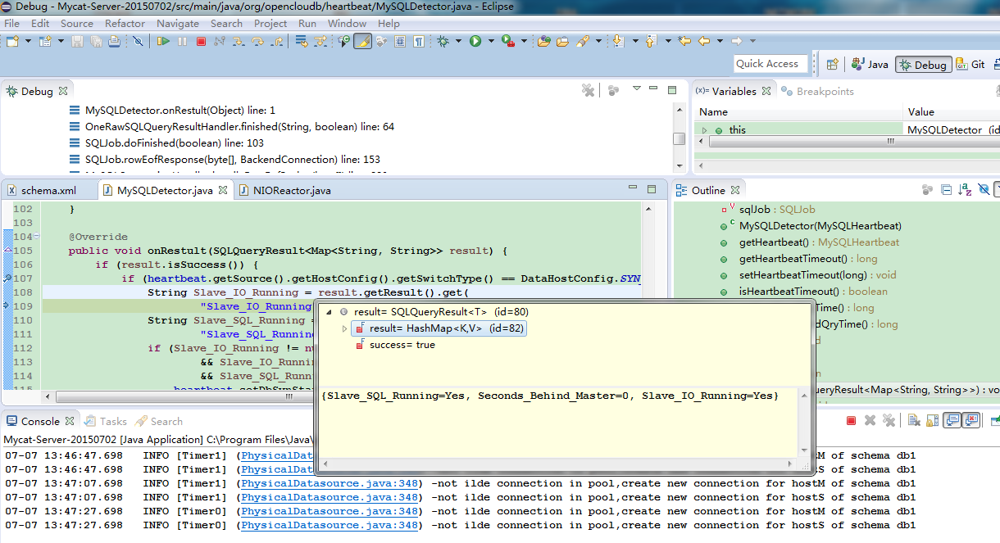 Debug - Mycat-Server-20150702/src/main/java/org/opencloudb/heartbeat/MySQLDetector.java - Eclipse
File Edit Source Refactor Navigate Search Project Run Window Help
Quick Access
Java
Debug
Git
Debug
MySQLDetector.onRestult(Object) line: 1
OneRawSQLQueryResultHandler.finished(String, boolean) line: 64
SQLJob.doFinished(boolean) line: 103
SQLJob.rowEofResponse(byte[], BackendConnection) line: 153
(x)= Variables
Breakpoints
Name Value
this MySQLDetector (id
schema.xml
MySQLDetector.java
NIOReactor.java
102 }
103
104 @Override
105 public void onRestult(SQLQueryResult<Map<String, String>> result) {
106 if (result.isSuccess()) {
107 if (heartbeat.getSource().getHostConfig().getSwitchType() == DataHostConfig.SYN_
108 String Slave_IO_Running = result.getResult().get(
109 "Slave_IO_Running
110 String Slave_SQL_Running =
111 "Slave_SQL_Runnin
112 if (Slave_IO_Running != nu
113 && Slave_IO_Runnin
114 && Slave_SQL_Runni
115 heartbeat.setDbSynStat
result= SQLQueryResult<T> (id=80)
result= HashMap<K,V> (id=82)
success= true
{Slave_SQL_Running=Yes, Seconds_Behind_Master=0, Slave_IO_Running=Yes}
Outline
sqlJob : SQLJob
MySQLDetector(MySQLHeartbeat)
getHeartbeat() : MySQLHeartbeat
getHeartbeatTimeout() : long
setHeartbeatTimeout(long) : void
isHeartbeatTimeout() : boolean
Time() : long
dQryTime() : long
d
n
ueryResult<Map<String, String>>) : vo
Console
Tasks
Search
Mycat-Server-20150702 [Java Application] C:\Program Files\Java\
07-07 13:46:47.698 INFO [Timer1] (PhysicalDat hostM of schema db1
07-07 13:46:47.698 INFO [Timer1] (PhysicalDat hostS of schema db1
07-07 13:47:07.698 INFO [Timer1] (PhysicalDatasource.java:348) -not ilde connection in pool,create new connection for hostM of schema db1
07-07 13:47:07.698 INFO [Timer1] (PhysicalDatasource.java:348) -not ilde connection in pool,create new connection for hostS of schema db1
07-07 13:47:27.698 INFO [Timer0] (PhysicalDatasource.java:348) -not ilde connection in pool,create new connection for hostM of schema db1
07-07 13:47:27.698 INFO [Timer0] (PhysicalDatasource.java:348) -not ilde connection in pool,create new connection for hostS of schema db1